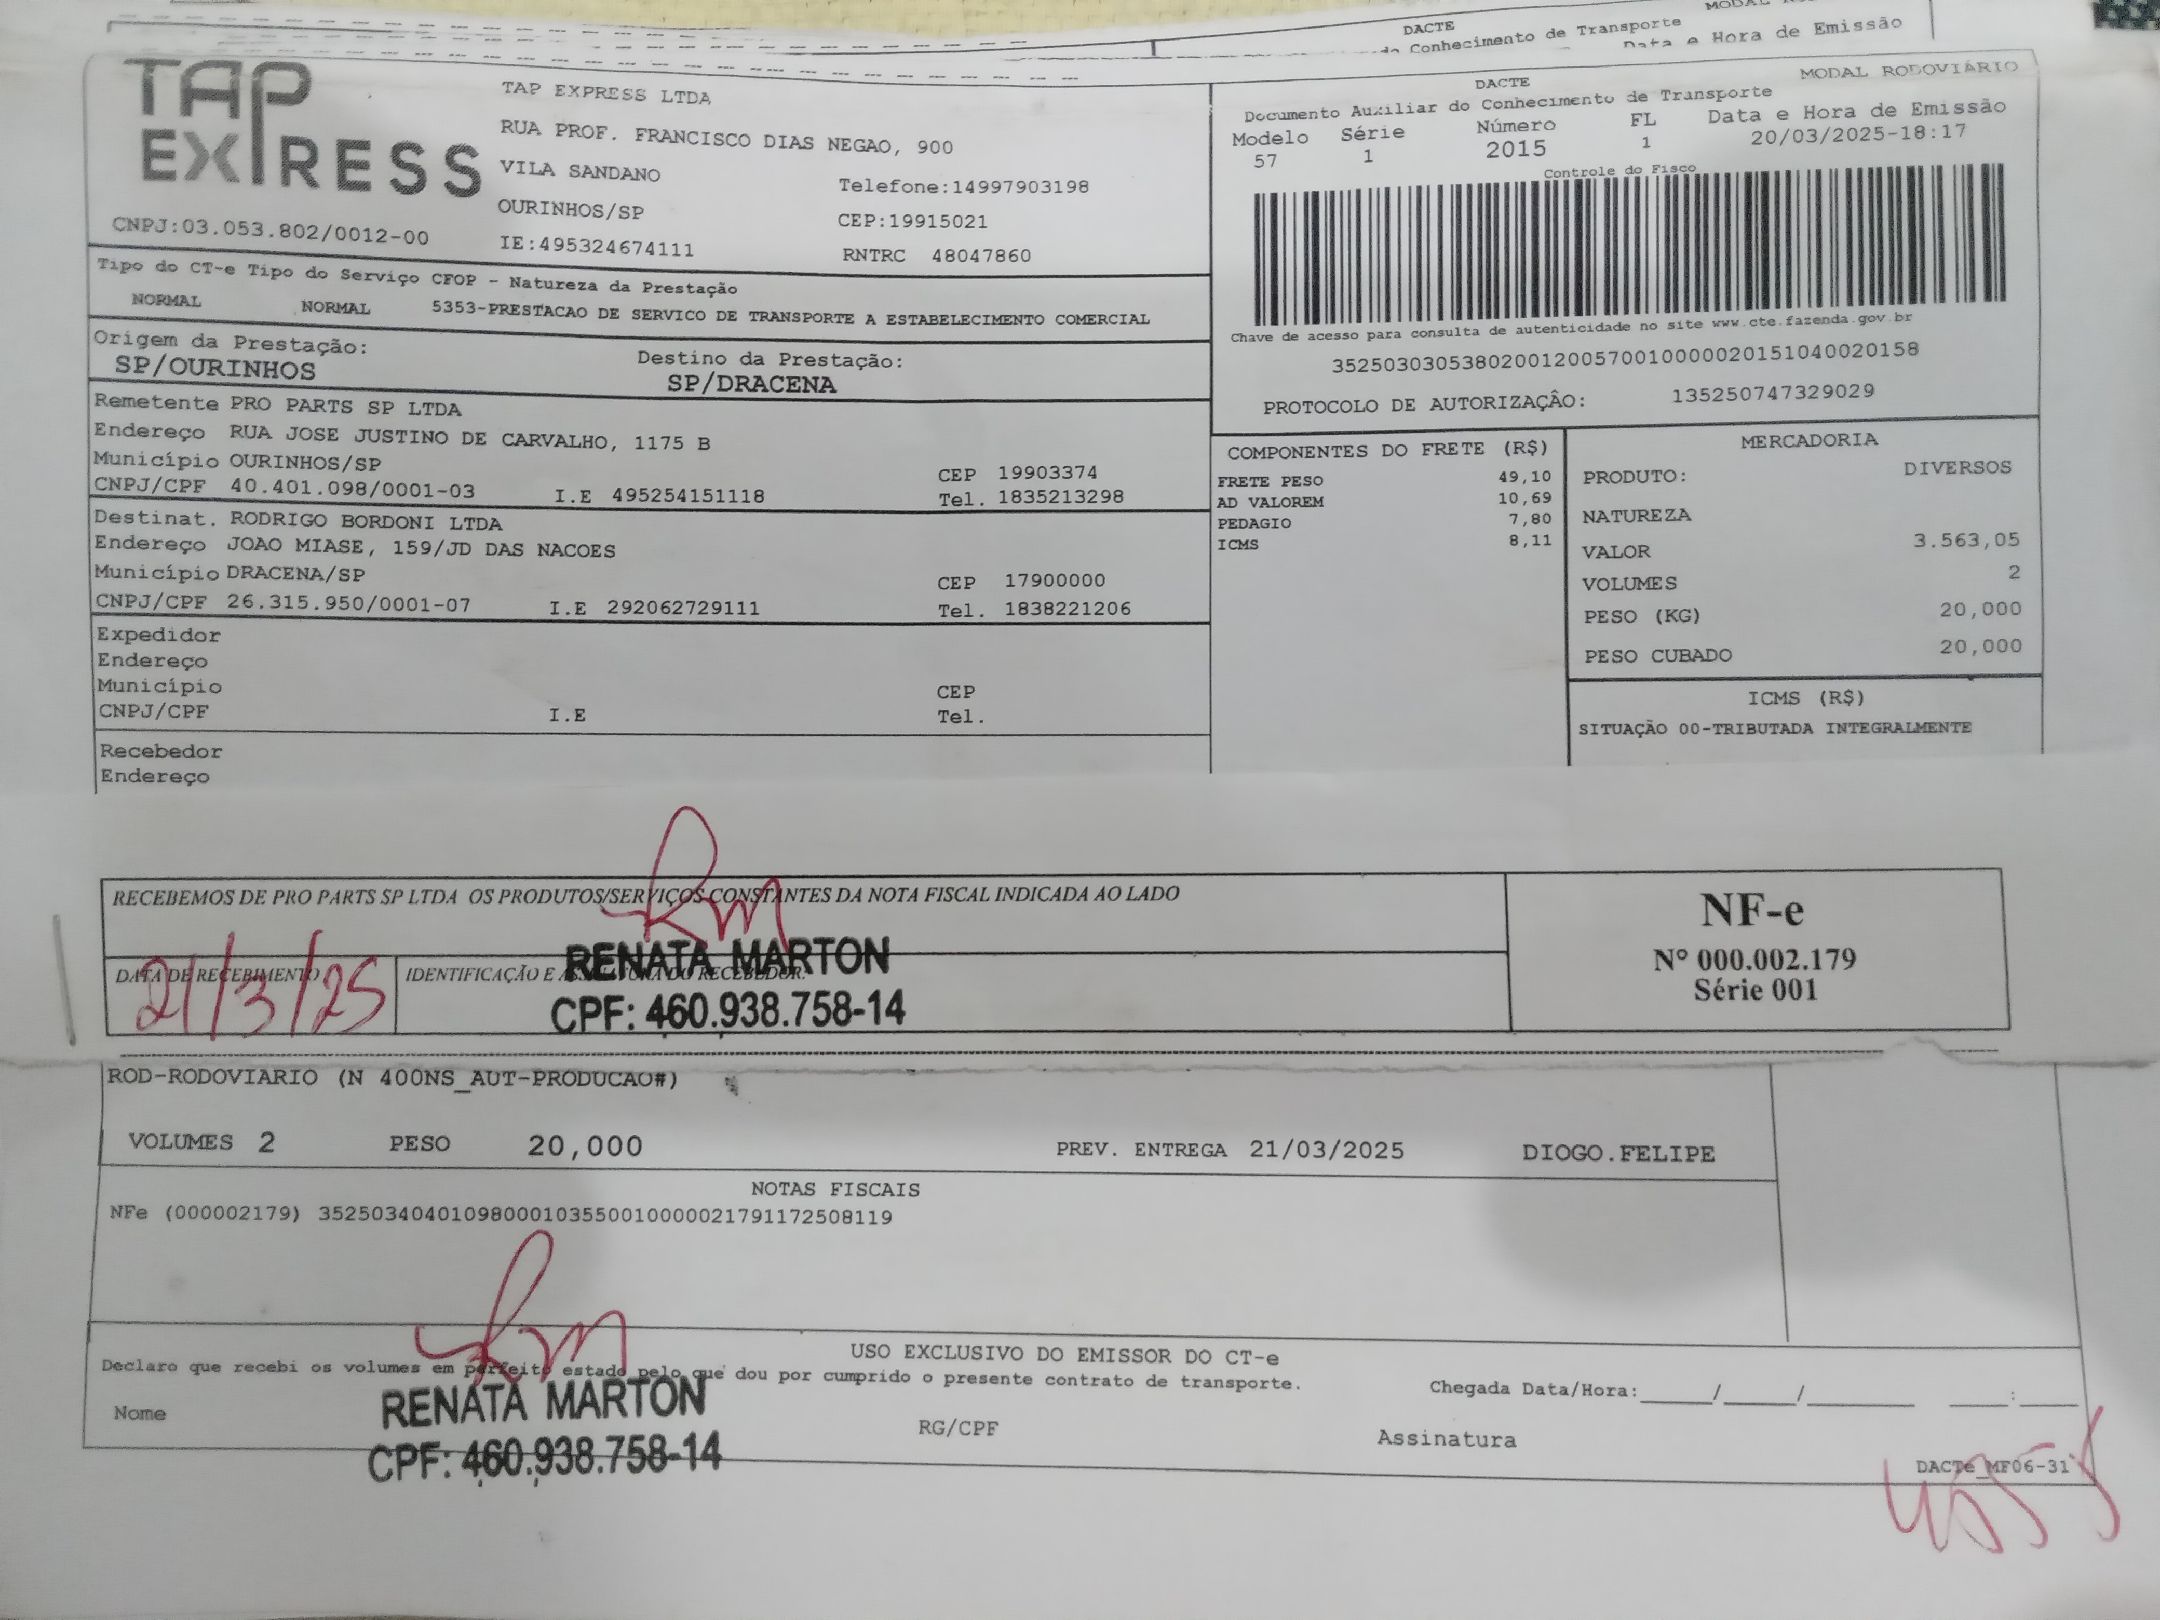 DACTE
MODAL
Conhecimento de Transporte
Data e Hora de Emissão
TAP
EXPRESS
TAP EXPRESS LTDA
RUA PROF. FRANCISCO DIAS NEGAO, 900
VILA SANDANO
Telefone:14997903198
OURINHOS/SP
CEP:19915021
CNPJ:03.053.802/0012-00
IE:495324674111
RNTRC 48047860
DACTE
MODAL RODOVIÁRIO
Documento Auxiliar do Conhecimento de Transporte
Modelo Série Número FL Data e Hora de Emissão
57 1 2015 1 20/03/2025-18:17
Controle do Fisco
Chave de acesso para consulta de autenticidade no site www.cte.fazenda.gov.br
35250303053802001200570010000020151040020158
PROTOCOLO DE AUTORIZAÇÂO: 135250747329029
Tipo do CT-e Tipo do Serviço CFOP - Natureza da Prestação
NORMAL NORMAL 5353-PRESTACAO DE SERVICO DE TRANSPORTE A ESTABELECIMENTO COMERCIAL
Origem da Prestação: Destino da Prestação:
SP/OURINHOS SP/DRACENA
Remetente PRO PARTS SP LTDA
Endereço RUA JOSE JUSTINO DE CARVALHO, 1175 B
Município OURINHOS/SP CEP 19903374
CNPJ/CPF 40.401.098/0001-03 I.E 495254151118 Tel. 1835213298
Destinat. RODRIGO BORDONI LTDA
Endereço JOAO MIASE, 159/JD DAS NACOES
Município DRACENA/SP CEP 17900000
CNPJ/CPF 26.315.950/0001-07 I.E 292062729111 Tel. 1838221206
Expedidor
Endereço
Município CEP
CNPJ/CPF I.E Tel.
Recebedor
Endereço
COMPONENTES DO FRETE (R$)
FRETE PESO 49,10
AD VALOREM 10,69
PEDAGIO 7,80
ICMS 8,11
MERCADORIA
PRODUTO: DIVERSOS
NATUREZA
VALOR 3.563,05
VOLUMES 2
PESO (KG) 20,000
PESO CUBADO 20,000
ICMS (R$)
SITUAÇÃO 00-TRIBUTADA INTEGRALMENTE
RECEBEMOS DE PRO PARTS SP LTDA OS PRODUTOS/SERVIÇOS CONSTANTES DA NOTA FISCAL INDICADA AO LADO
DATA DE RECEBIMENTO
21/3/25
IDENTIFICAÇÃO E ASSINATURA DO RECEBEDOR.
RENATA MARTON
CPF: 460.938.758-14
NF-e
Nº 000.002.179
Série 001
ROD-RODOVIARIO (N 400NS_AUT-PRODUCAO#)
VOLUMES 2 PESO 20,000 PREV. ENTREGA 21/03/2025 DIOGO.FELIPE
NOTAS FISCAIS
NFe (000002179) 35250340401098000103550010000021791172508119
USO EXCLUSIVO DO EMISSOR DO CT-e
Declaro que recebi os volumes em perfeito estado pelo que dou por cumprido o presente contrato de transporte.
Chegada Data/Hora:_____/_____/_______ ____:____
RENATA MARTON
CPF: 460.938.758-14
Nome RG/CPF Assinatura
DACTe_MF06-31